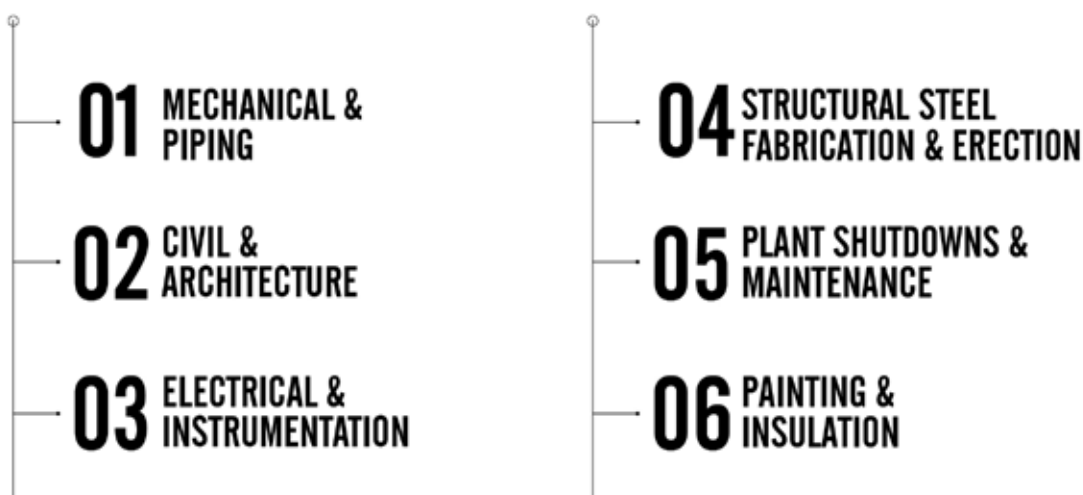 01 MECHANICAL &
PIPING
02 CIVIL &
ARCHITECTURE
03 ELECTRICAL &
INSTRUMENTATION
04 STRUCTURAL STEEL
FABRICATION & ERECTION
05 PLANT SHUTDOWNS &
MAINTENANCE
06 PAINTING &
INSULATION